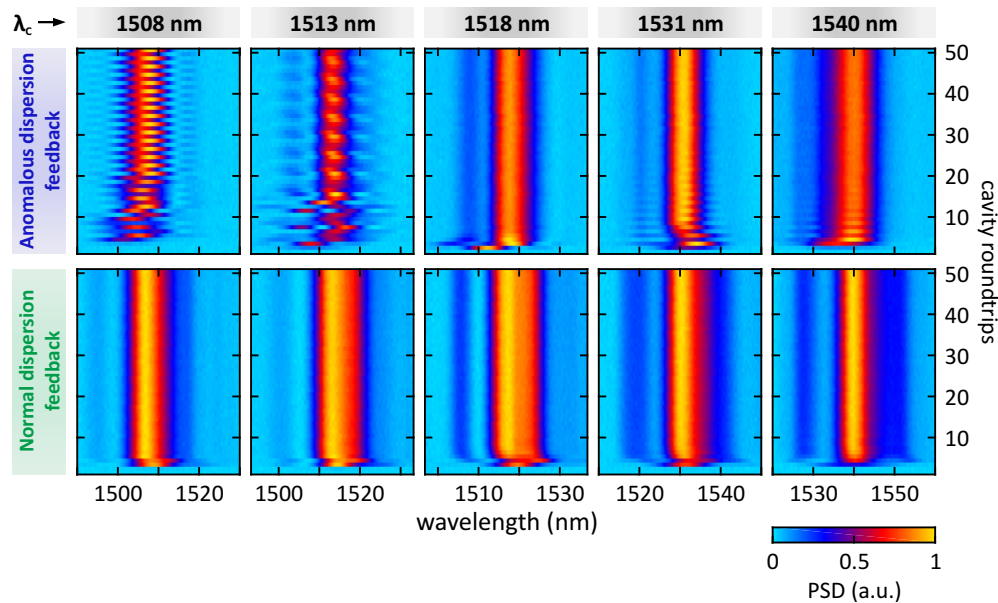 λc → 1508 nm 1513 nm 1518 nm 1531 nm 1540 nm
Anomalous dispersion
feedback
50
40
30
20
10
cavity roundtrips
Normal dispersion
feedback
50
40
30
20
10
1500 1520 1500 1520 1510 1530 1520 1540 1530 1550
wavelength (nm)
0 0.5 1
PSD (a.u.)